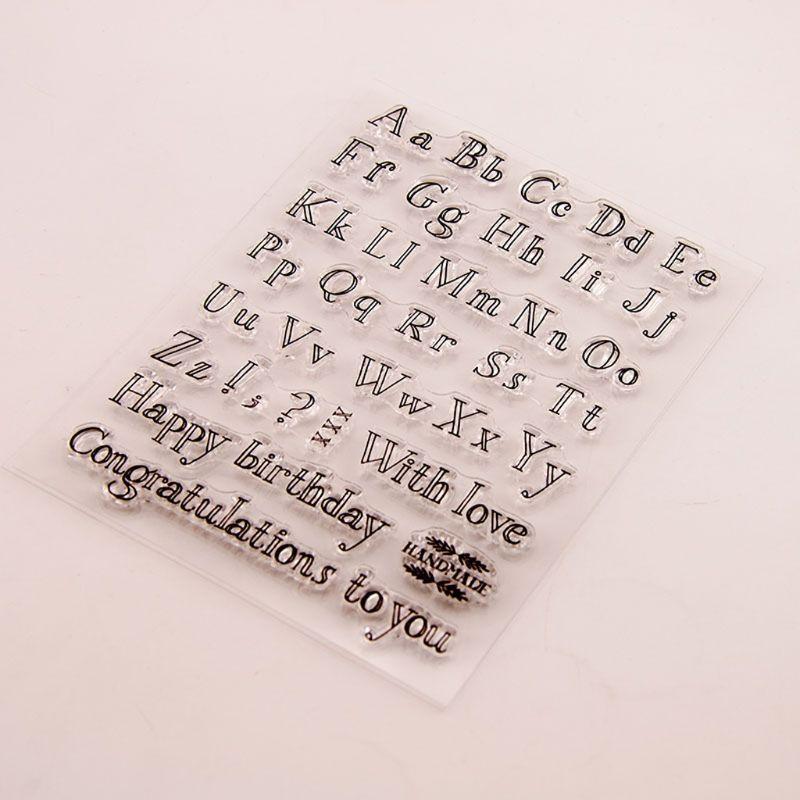 Aa Bb Cc Dd Ee
Ff Gg Hh Ii Jj
Kk Ll Mm Nn Oo
Pp Qq Rr Ss Tt
Uu Vv Ww Xx Yy
Zz ! ; ? xxx With love
Happy birthday
HANDMADE
Congratulations to you